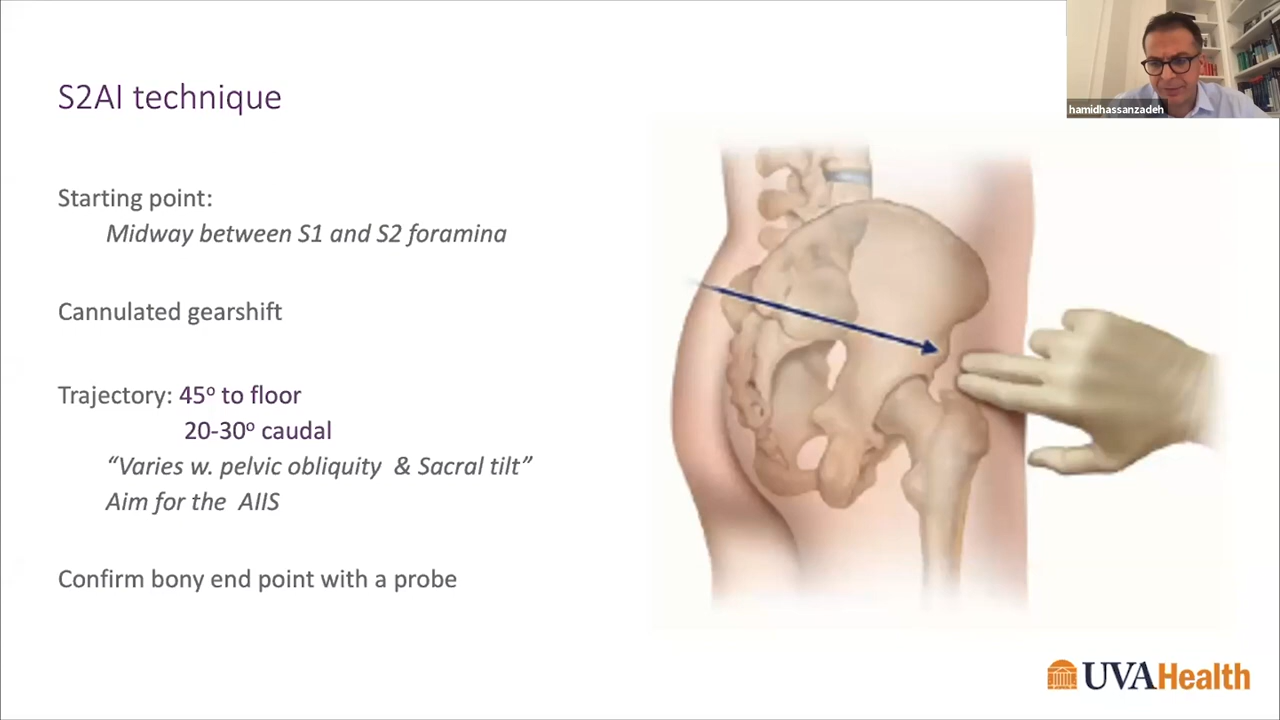 S2AI technique
hamidhassanzadeh
Starting point:
Midway between S1 and S2 foramina
Cannulated gearshift
Trajectory: 45º to floor
20-30º caudal
“Varies w. pelvic obliquity & Sacral tilt”
Aim for the AIIS
Confirm bony end point with a probe
UVAHealth